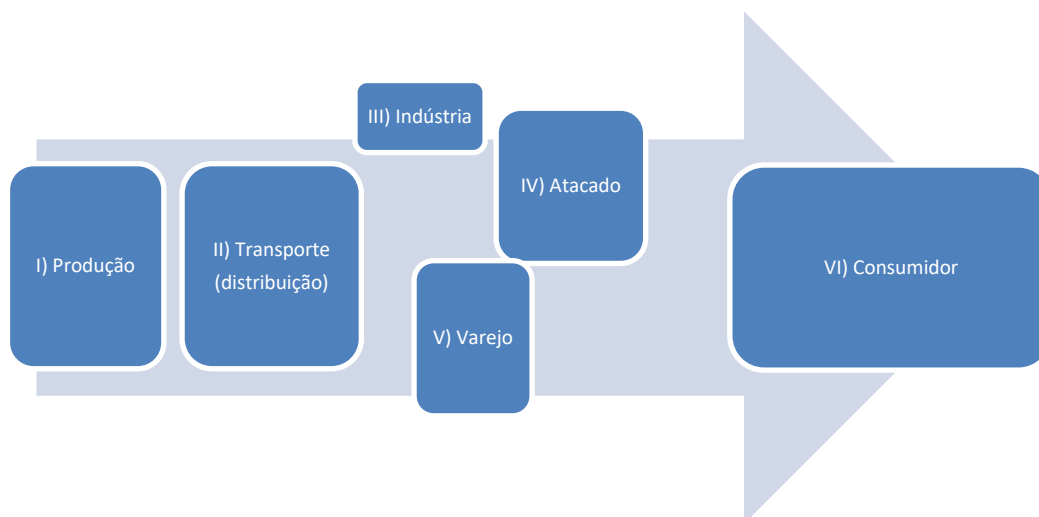 I) Produção
II) Transporte
(distribuição)
III) Indústria
IV) Atacado
V) Varejo
VI) Consumidor